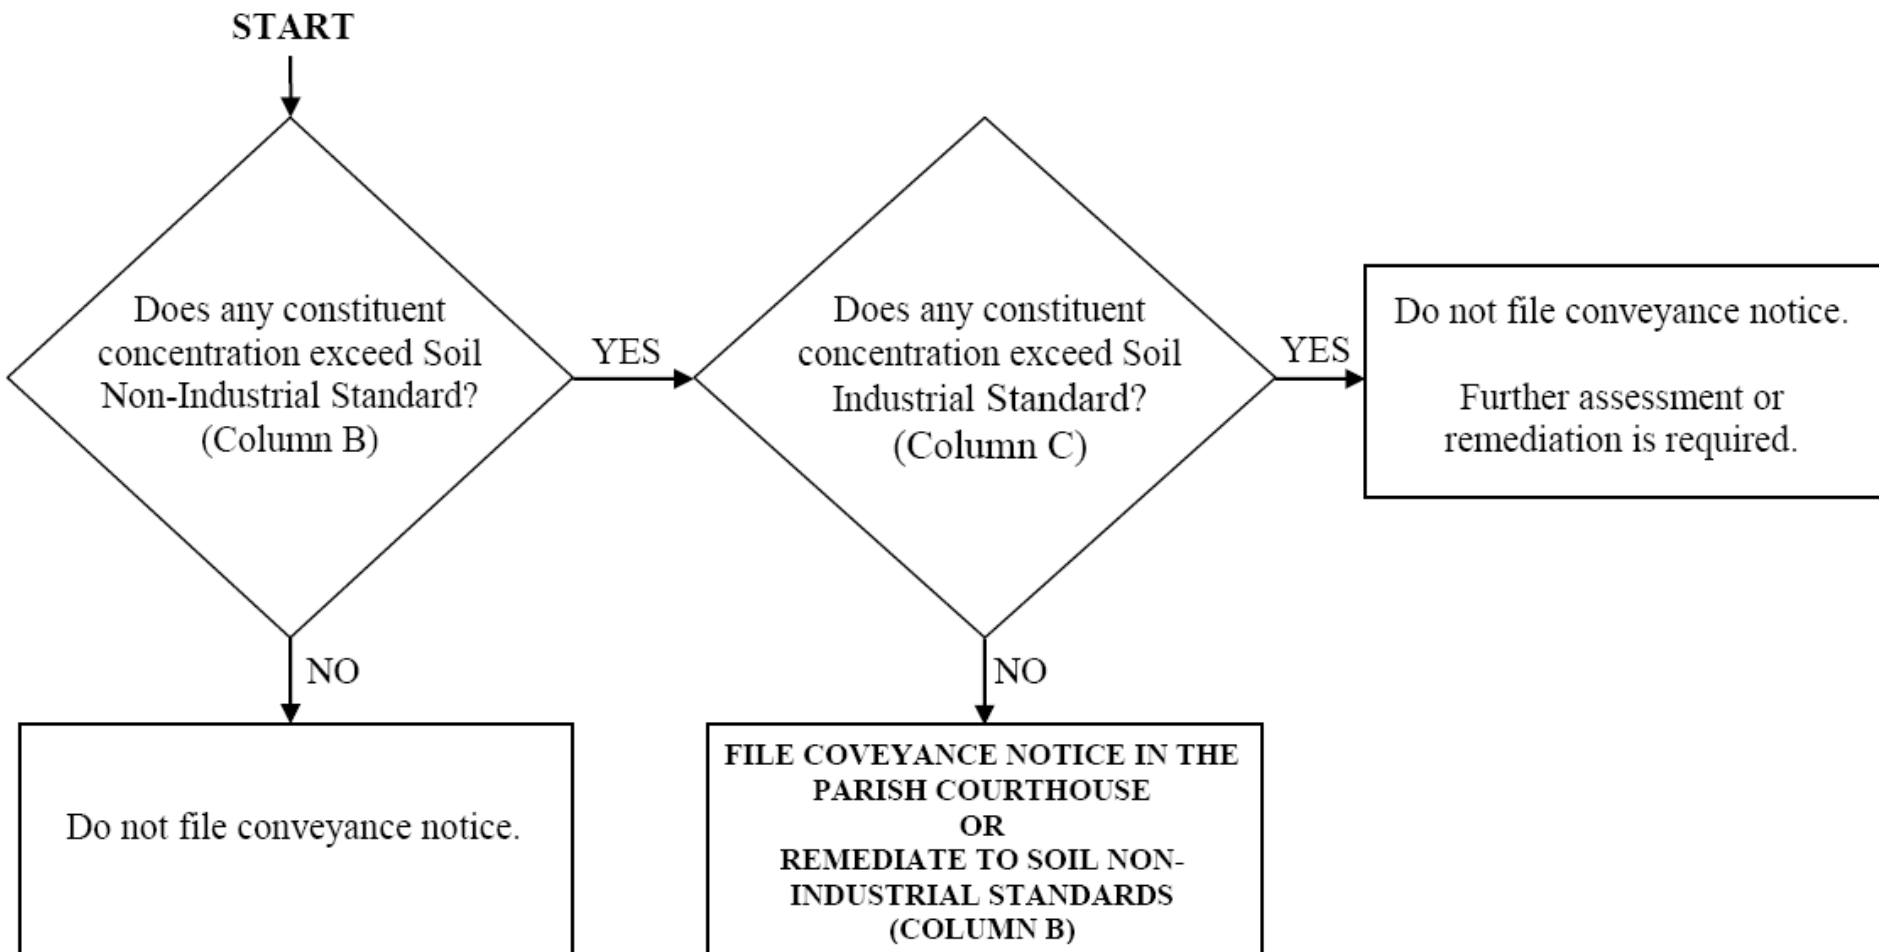 START
Does any constituent
concentration exceed Soil
Non-Industrial Standard?
(Column B)
YES
Does any constituent
concentration exceed Soil
Industrial Standard?
(Column C)
YES
Do not file conveyance notice.
Further assessment or
remediation is required.
NO
NO
Do not file conveyance notice.
FILE COVEYANCE NOTICE IN THE
PARISH COURTHOUSE
OR
REMEDIATE TO SOIL NON-
INDUSTRIAL STANDARDS
(COLUMN B)